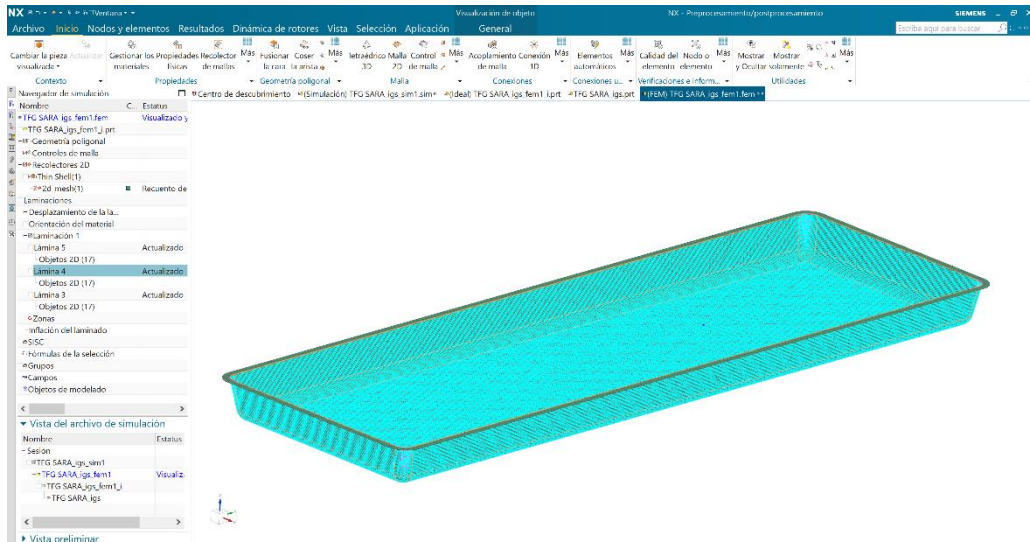 NX
Ventana
Visualización de objeto
NX - Preprocesamiento/postprocesamiento
SIEMENS
Archivo Inicio Nodos y elementos Resultados Dinámica de rotores Vista Selección Aplicación General
Escriba aquí para buscar
Cambiar la pieza visualizada
Actualizar
Gestionar los materiales
Propiedades físicas
Recolector de mallas
Más
Fusionar la cara
Coser la arista
Más
Tetraédrico 3D
Malla 2D
Control de malla
Más
Acoplamiento de malla
Conexión 1D
Más
Elementos automáticos
Más
Calidad del elemento
Nodo o elemento
Más
Mostrar y Ocultar
Mostrar solamente
Más
Contexto
Propiedades
Geometría poligonal
Malla
Conexiones
Conexiones u...
Verificaciones e inform...
Utilidades
Navegador de simulación
Centro de descubrimiento
(Simulación) TFG SARA_igs_sim1.sim
(Ideal) TFG SARA_igs_fem1_i.prt
TFG SARA_igs.prt
(FEM) TFG SARA_igs_fem1.fem
Nombre C... Estatus
TFG SARA_igs_fem1.fem Visualizado y
TFG SARA_igs_fem1_i.prt
Geometría poligonal
Controles de malla
Recolectores 2D
Thin Shell(1)
2d_mesh(1) Recuento de
Laminaciones
Desplazamiento de la la...
Orientación del material
Laminación 1
Lámina 5 Actualizado
Objetos 2D (17)
Lámina 4 Actualizado
Objetos 2D (17)
Lámina 3 Actualizado
Objetos 2D (17)
Zonas
Inflación del laminado
SISC
Fórmulas de la selección
Grupos
Campos
Objetos de modelado
Vista del archivo de simulación
Nombre Estatus
Sesión
TFG SARA_igs_sim1
TFG SARA_igs_fem1 Visualiz
TFG SARA_igs_fem1_i
TFG SARA_igs
Vista preliminar